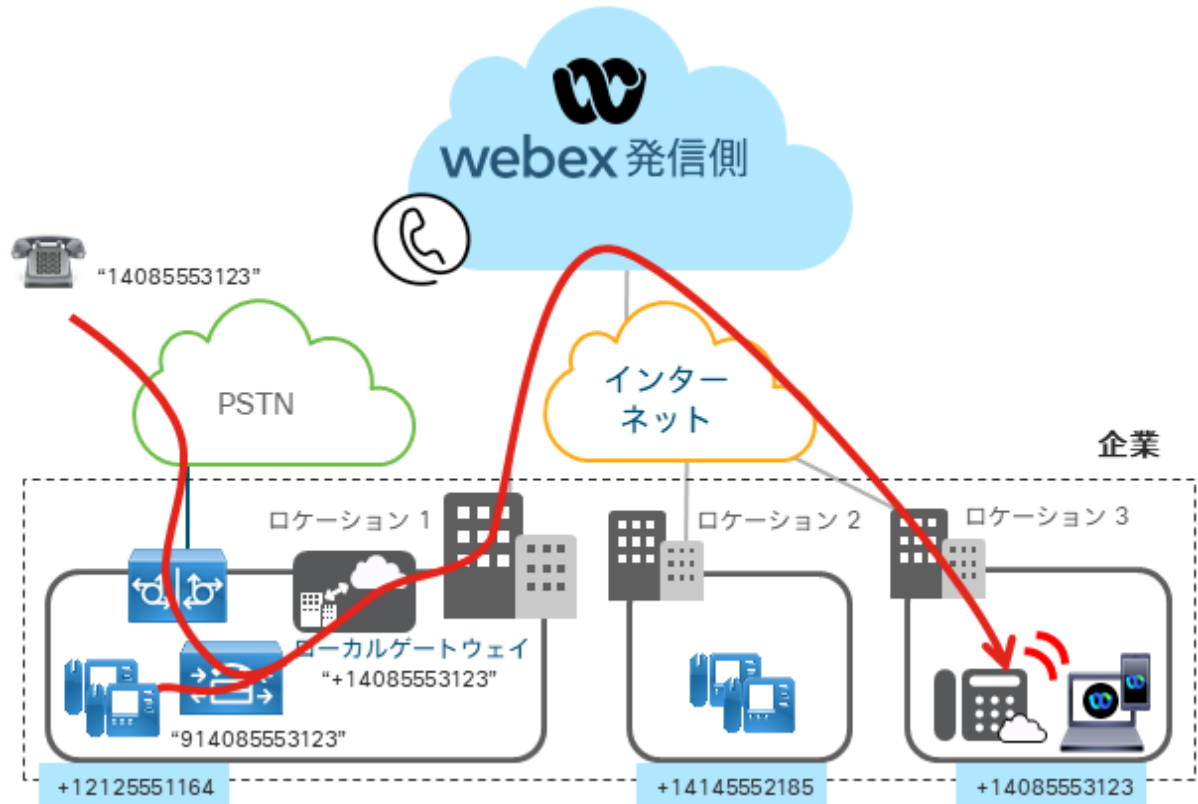 webex 発信側
“14085553123”
PSTN
インター
ネット
企業
ロケーション 1
ロケーション 2
ロケーション 3
ローカルゲートウェイ
“+14085553123”
“914085553123”
+12125551164
+14145552185
+14085553123